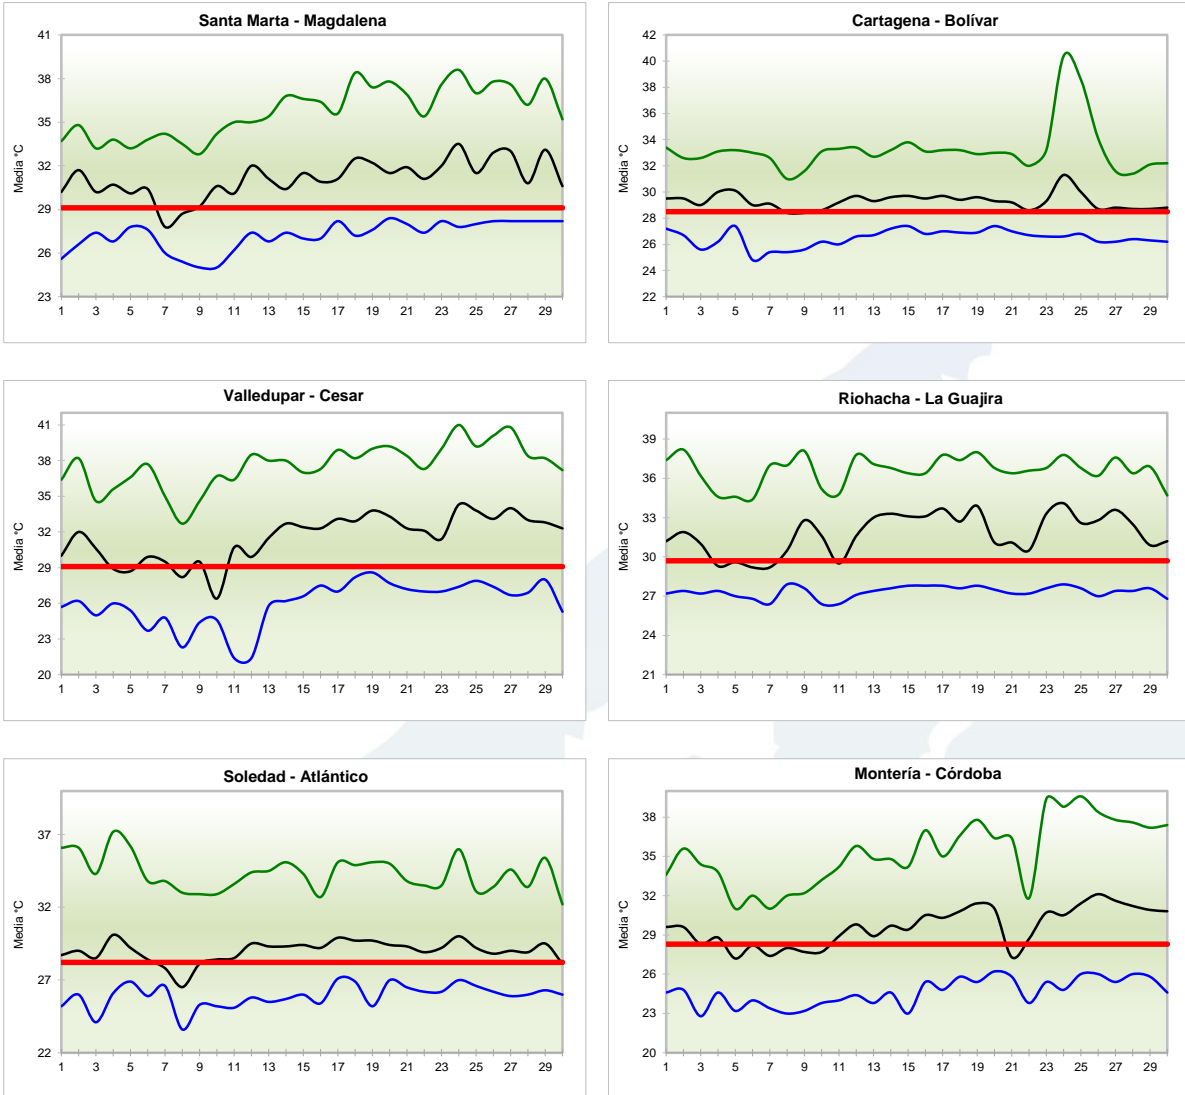 Santa Marta - Magdalena
41
38
35
32
29
26
23
Media °C
1 3 5 7 9 11 13 15 17 19 21 23 25 27 29
Cartagena - Bolívar
42
40
38
36
34
32
30
28
26
24
22
Media °C
1 3 5 7 9 11 13 15 17 19 21 23 25 27 29
Valledupar - Cesar
41
38
35
32
29
26
23
20
Media °C
1 3 5 7 9 11 13 15 17 19 21 23 25 27 29
Riohacha - La Guajira
39
36
33
30
27
24
21
Media °C
1 3 5 7 9 11 13 15 17 19 21 23 25 27 29
Soledad - Atlántico
37
32
27
22
Media °C
1 3 5 7 9 11 13 15 17 19 21 23 25 27 29
Montería - Córdoba
38
35
32
29
26
23
20
Media °C
1 3 5 7 9 11 13 15 17 19 21 23 25 27 29